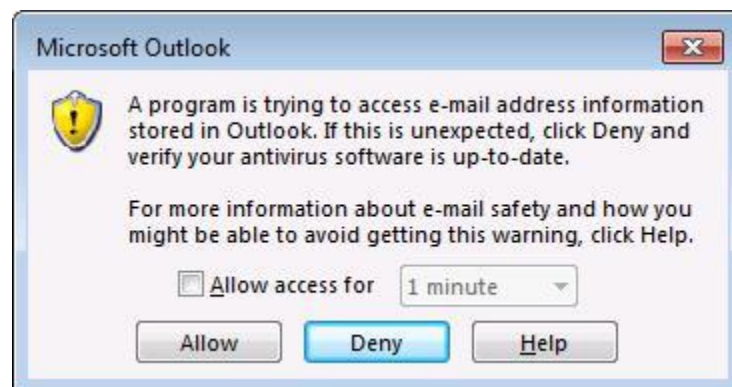 Microsoft Outlook
A program is trying to access e-mail address information
stored in Outlook. If this is unexpected, click Deny and
verify your antivirus software is up-to-date.
For more information about e-mail safety and how you
might be able to avoid getting this warning, click Help.
Allow access for 1 minute
Allow Deny Help